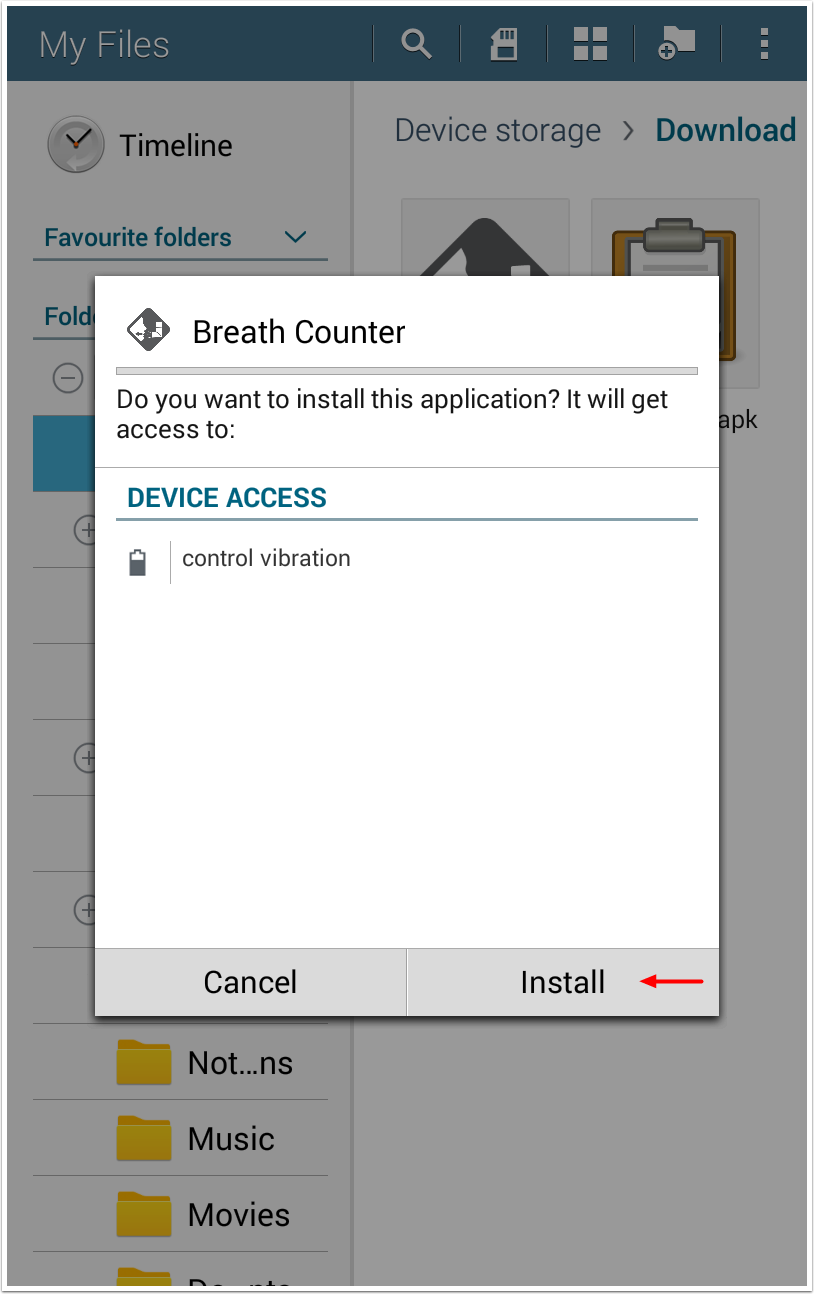 My Files
Timeline
Device storage > Download
Favourite folders
Folde
apk
Breath Counter
Do you want to install this application? It will get
access to:
DEVICE ACCESS
control vibration
Cancel
Install
Not...ns
Music
Movies